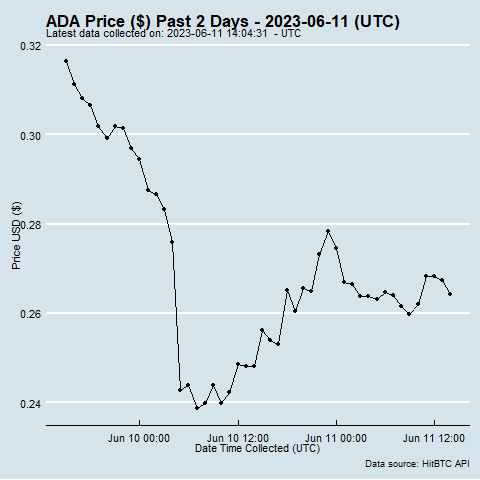 ADA Price ($) Past 2 Days - 2023-06-11 (UTC)
Latest data collected on: 2023-06-11 14:04:31  - UTC
0.32
0.30
0.28
0.26
0.24
Price USD ($)
Jun 10 00:00
Jun 10 12:00
Jun 11 00:00
Jun 11 12:00
Date Time Collected (UTC)
Data source: HitBTC API